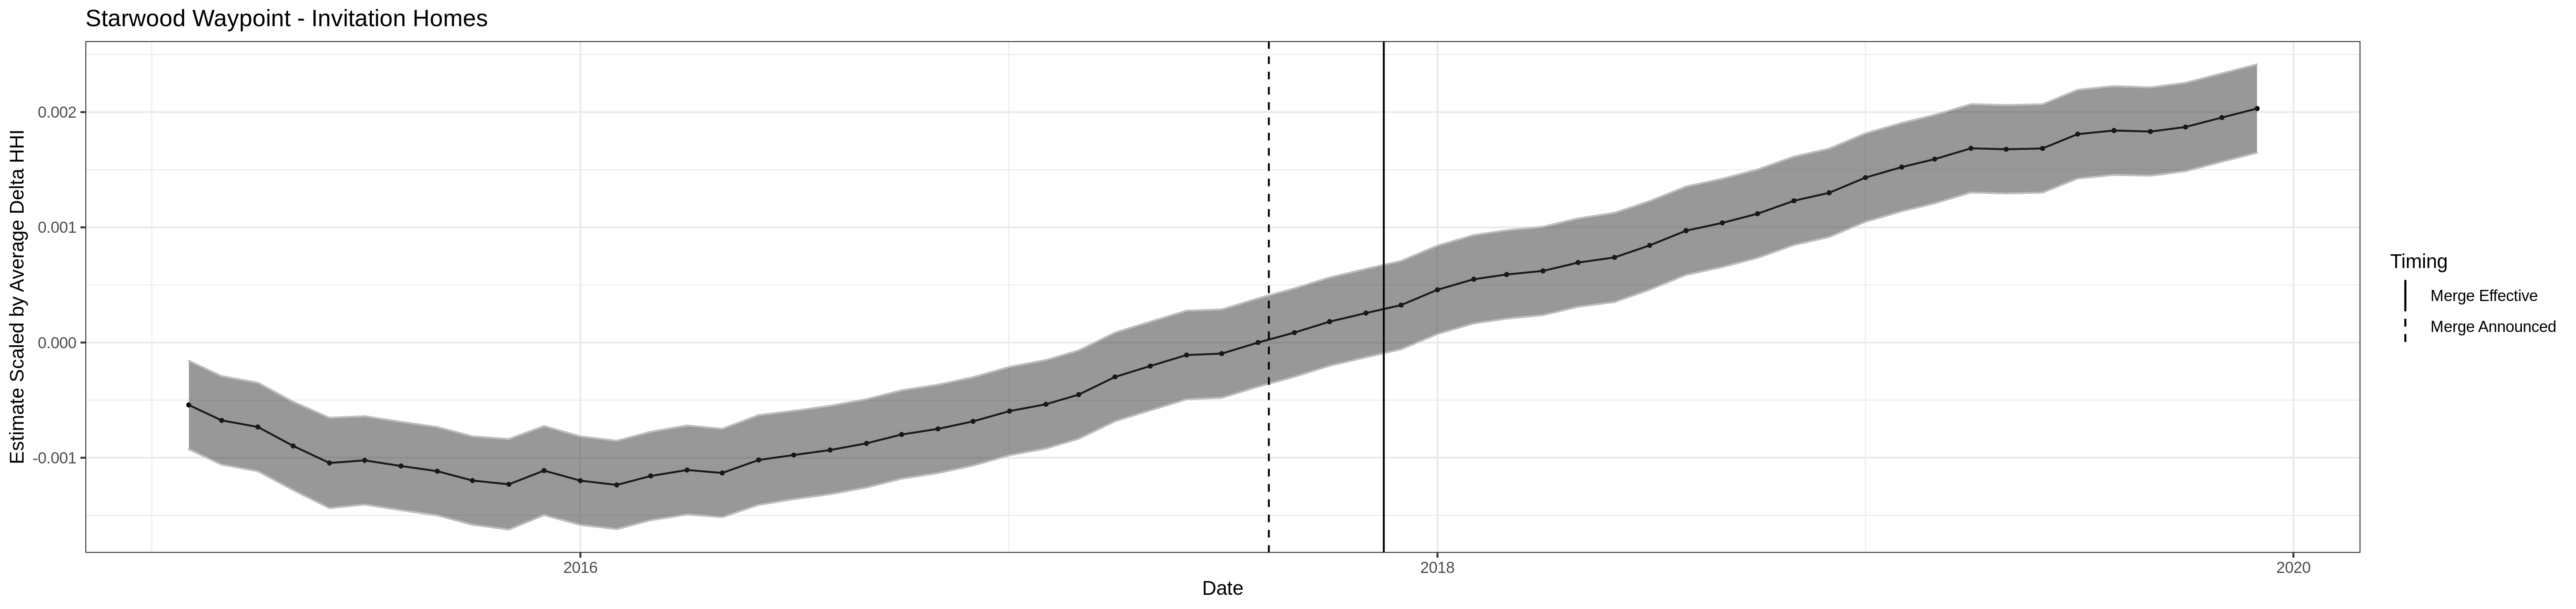 Starwood Waypoint - Invitation Homes
Estimate Scaled by Average Delta HHI
0.002
0.001
0.000
-0.001
2016
2018
2020
Date
Timing
Merge Effective
Merge Announced